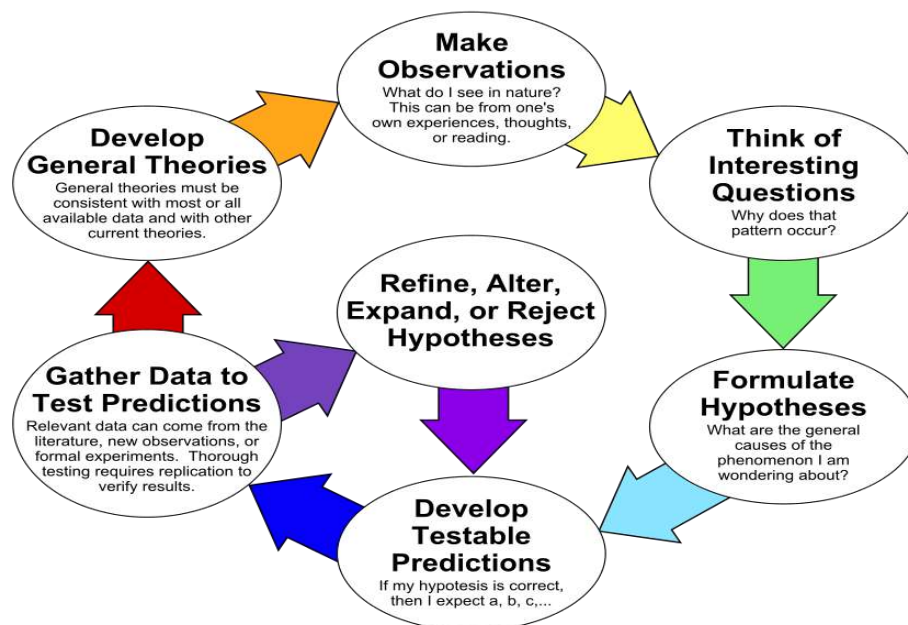 Make
Observations
What do I see in nature?
This can be from one's
own experiences, thoughts,
or reading.
Think of
Interesting
Questions
Why does that
pattern occur?
Formulate
Hypotheses
What are the general
causes of the
phenomenon I am
wondering about?
Develop
Testable
Predictions
If my hypotesis is correct,
then I expect a, b, c,...
Gather Data to
Test Predictions
Relevant data can come from the
literature, new observations, or
formal experiments.  Thorough
testing requires replication to
verify results.
Refine, Alter,
Expand, or Reject
Hypotheses
Develop
General Theories
General theories must be
consistent with most or all
available data and with other
current theories.